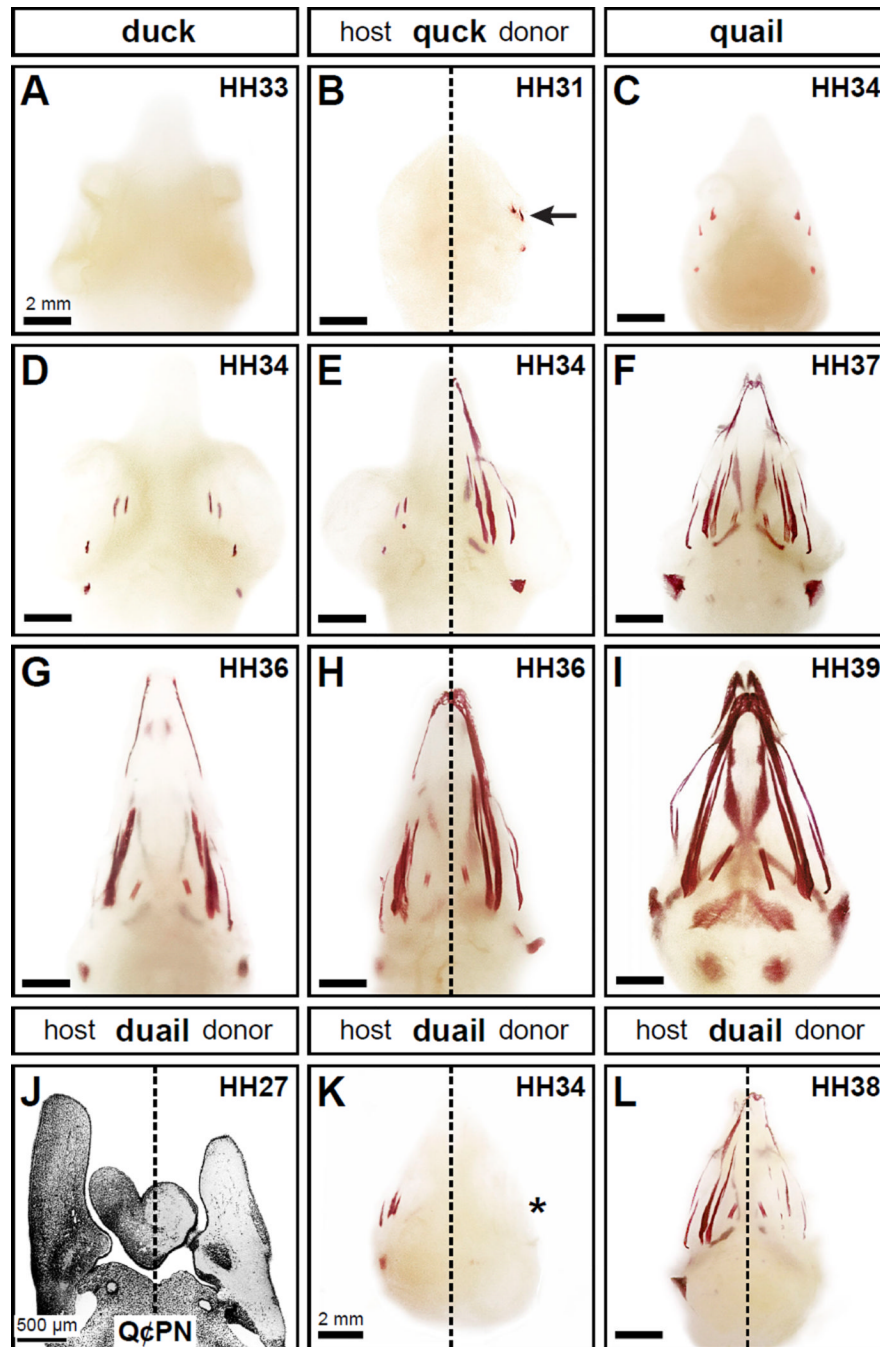 duck
host quck donor
quail
A HH33
2 mm
B HH31
C HH34
D HH34
E HH34
F HH37
G HH36
H HH36
I HH39
host duail donor
host duail donor
host duail donor
J HH27
500 µm
Q¢PN
K HH34
*
2 mm
L HH38